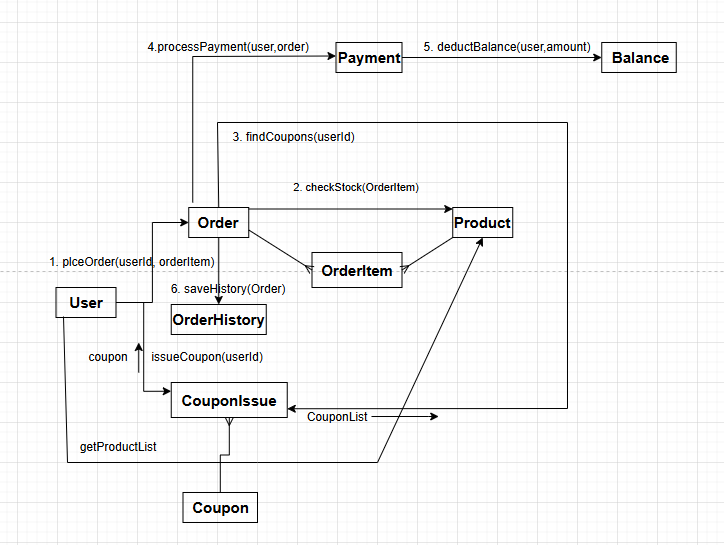 4.processPayment(user,order)
5. deductBalance(user,amount)
Payment
Balance
3. findCoupons(userId)
2. checkStock(OrderItem)
Order
Product
1. plceOrder(userId, orderItem)
OrderItem
6. saveHistory(Order)
User
OrderHistory
coupon
issueCoupon(userId)
CouponIssue
CouponList
getProductList
Coupon